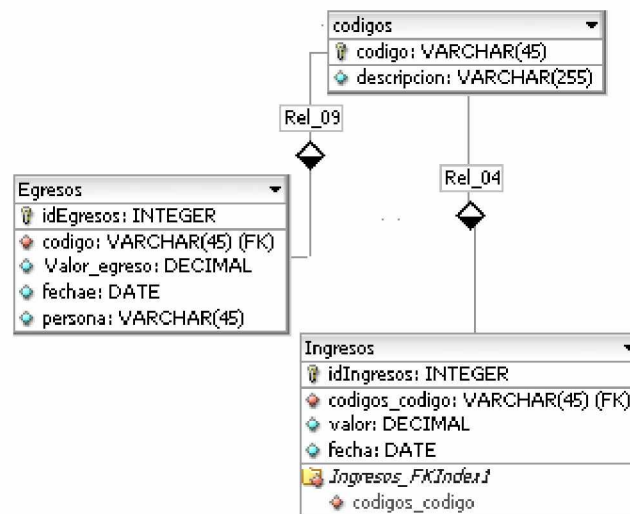 codigos
codigo: VARCHAR(45)
descripcion: VARCHAR(255)
Rel_09
Rel_04
Egresos
idEgresos: INTEGER
codigo: VARCHAR(45) (FK)
Valor_egreso: DECIMAL
fechae: DATE
persona: VARCHAR(45)
Ingresos
idIngresos: INTEGER
codigos_codigo: VARCHAR(45) (FK)
valor: DECIMAL
fecha: DATE
Ingresos_FKIndex1
codigos_codigo